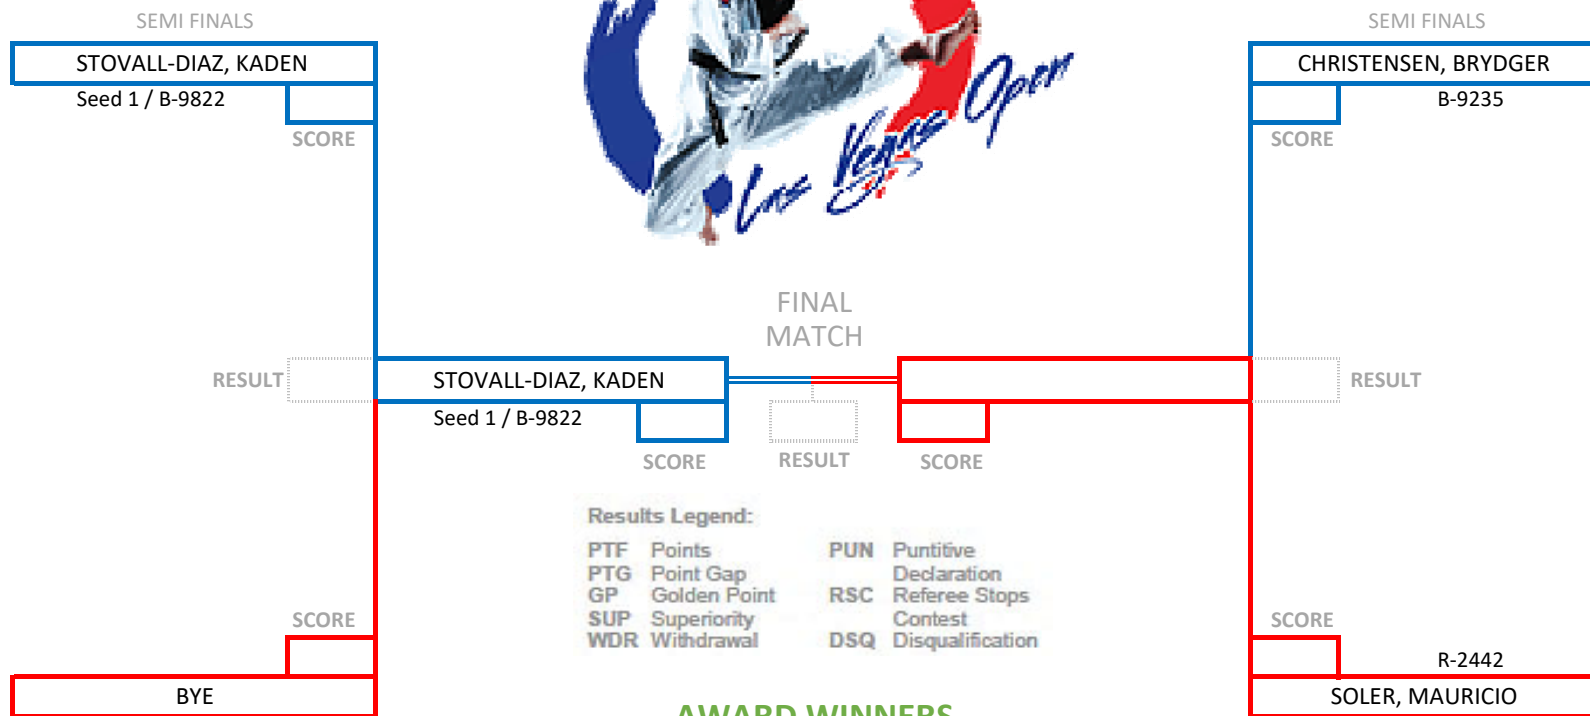 SEMI FINALS
SEMI FINALS
STOVALL-DIAZ, KADEN
CHRISTENSEN, BRYDGER
Seed 1 / B-9822
B-9235
SCORE
SCORE
Las Vegas Open
FINAL
MATCH
RESULT
STOVALL-DIAZ, KADEN
RESULT
Seed 1 / B-9822
SCORE
RESULT
SCORE
Results Legend:
PTF Points
PTG Point Gap
GP Golden Point
SUP Superiority
WDR Withdrawal
PUN Puntitive
Declaration
RSC Referee Stops
Contest
DSQ Disqualification
SCORE
SCORE
R-2442
BYE
SOLER, MAURICIO
AWARD WINNERS